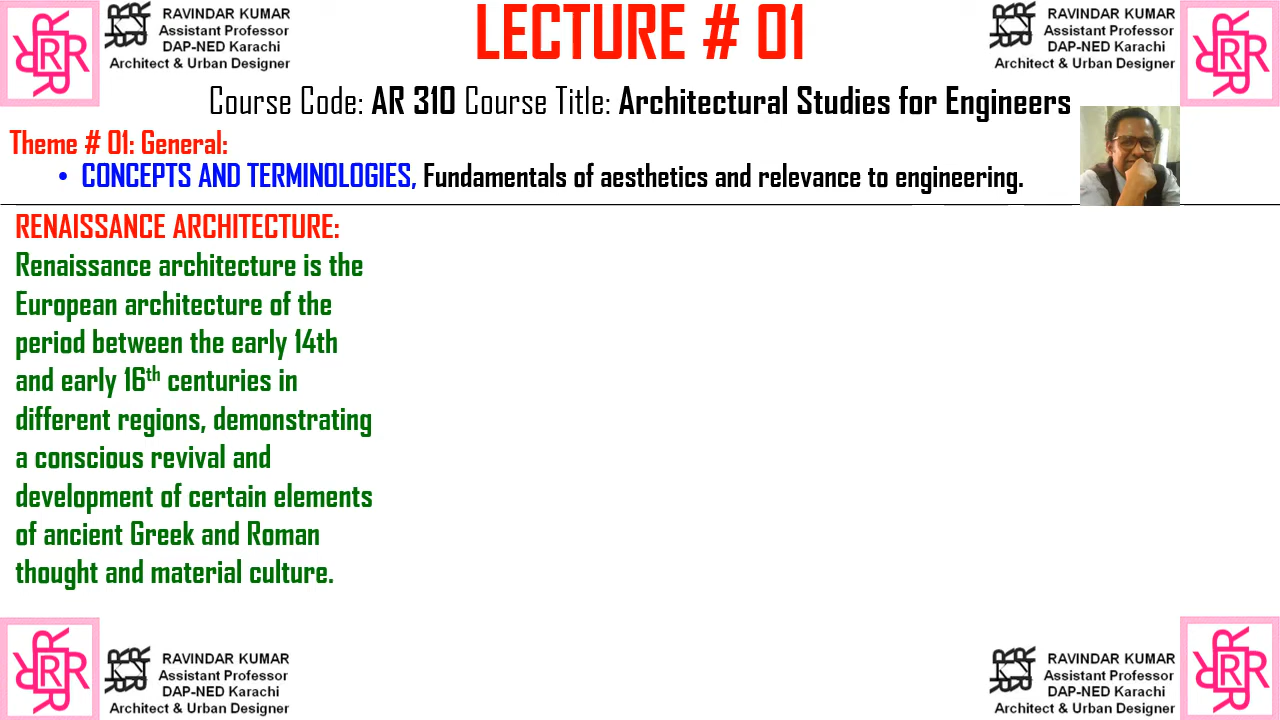 RAVINDAR KUMAR
Assistant Professor
DAP-NED Karachi
Architect & Urban Designer
LECTURE # 01
RAVINDAR KUMAR
Assistant Professor
DAP-NED Karachi
Architect & Urban Designer
Course Code: AR 310 Course Title: Architectural Studies for Engineers
Theme # 01: General:
• CONCEPTS AND TERMINOLOGIES, Fundamentals of aesthetics and relevance to engineering.
RENAISSANCE ARCHITECTURE:
Renaissance architecture is the
European architecture of the
period between the early 14th
and early 16th centuries in
different regions, demonstrating
a conscious revival and
development of certain elements
of ancient Greek and Roman
thought and material culture.
RAVINDAR KUMAR
Assistant Professor
DAP-NED Karachi
Architect & Urban Designer
RAVINDAR KUMAR
Assistant Professor
DAP-NED Karachi
Architect & Urban Designer